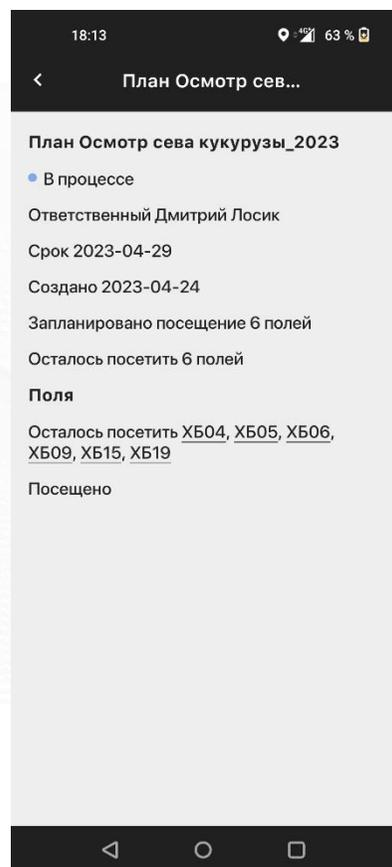 18:13
4G+ 63 %
План Осмотр сев...
План Осмотр сева кукурузы_2023
В процессе
Ответственный Дмитрий Лосик
Срок 2023-04-29
Создано 2023-04-24
Запланировано посещение 6 полей
Осталось посетить 6 полей
Поля
Осталось посетить ХБ04, ХБ05, ХБ06,
ХБ09, ХБ15, ХБ19
Посещено